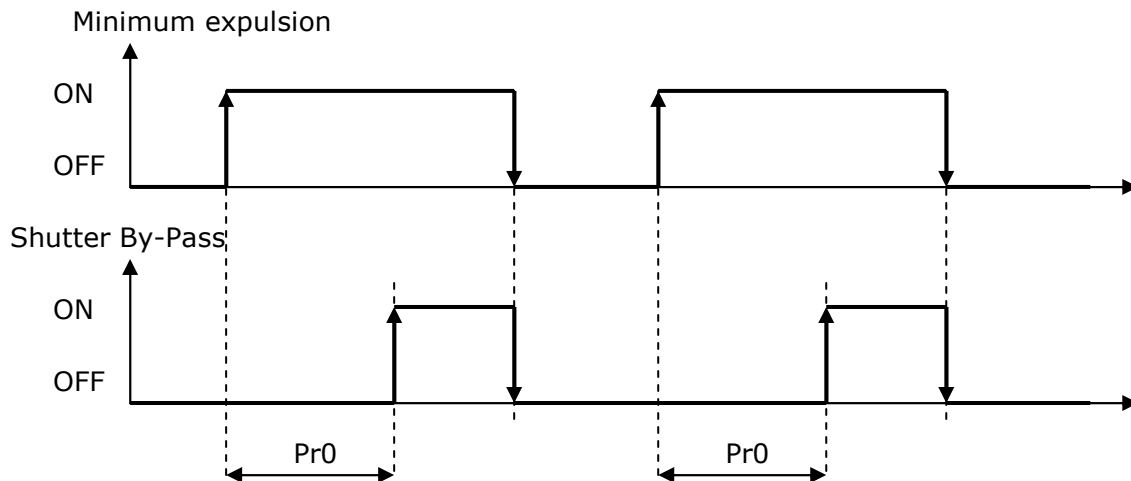 Minimum expulsion
ON
OFF
Shutter By-Pass
ON
OFF
Pr0 Pr0